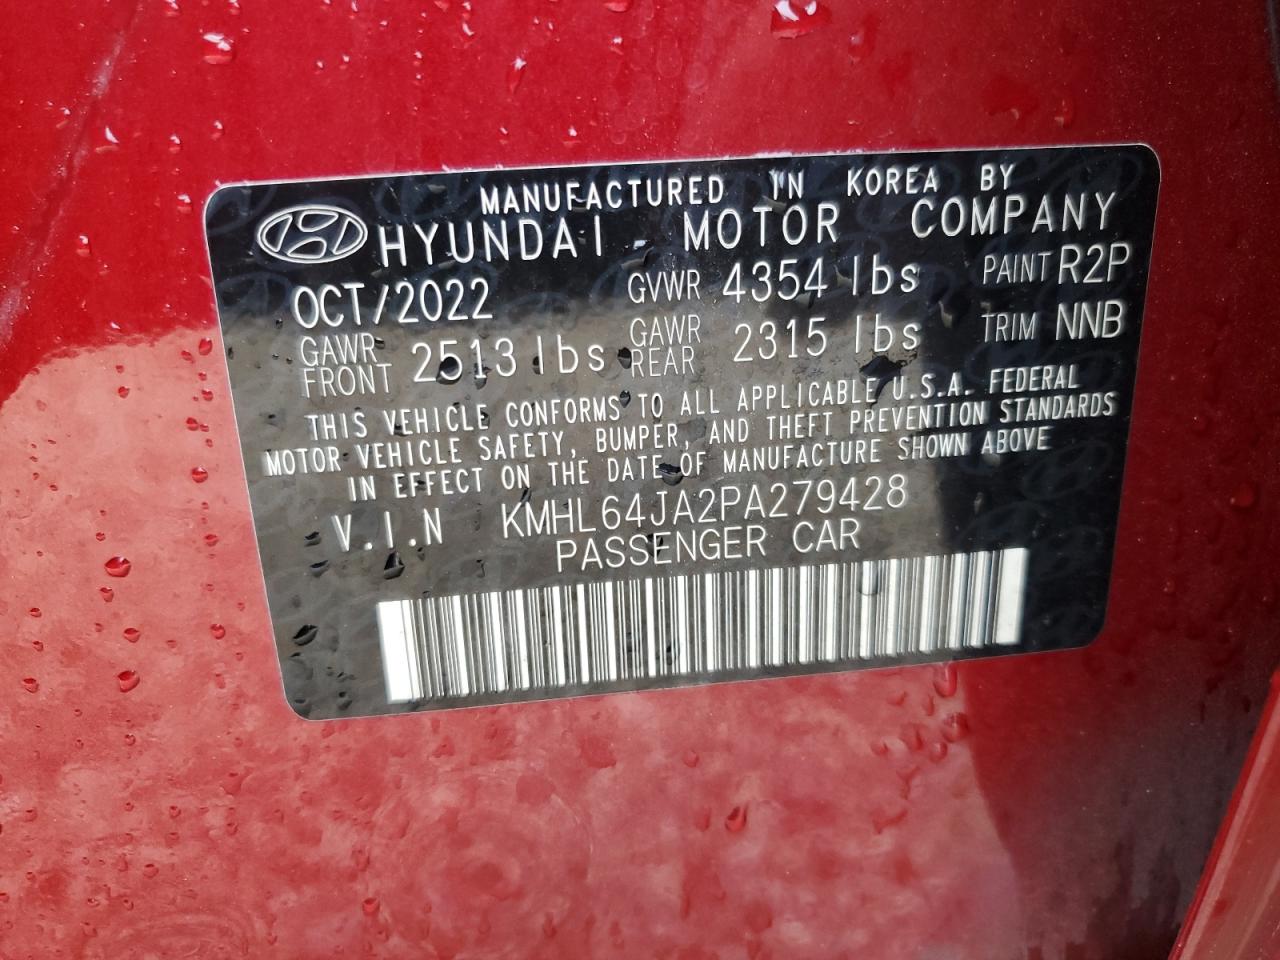 MANUFACTURED IN KOREA BY
HYUNDAI MOTOR COMPANY
OCT/2022 GVWR 4354 lbs PAINT R2P
GAWR FRONT 2513 lbs GAWR REAR 2315 lbs TRIM NNB
THIS VEHICLE CONFORMS TO ALL APPLICABLE U.S.A. FEDERAL
MOTOR VEHICLE SAFETY, BUMPER, AND THEFT PREVENTION STANDARDS
IN EFFECT ON THE DATE OF MANUFACTURE SHOWN ABOVE
V.I.N KMHL64JA2PA279428
PASSENGER CAR